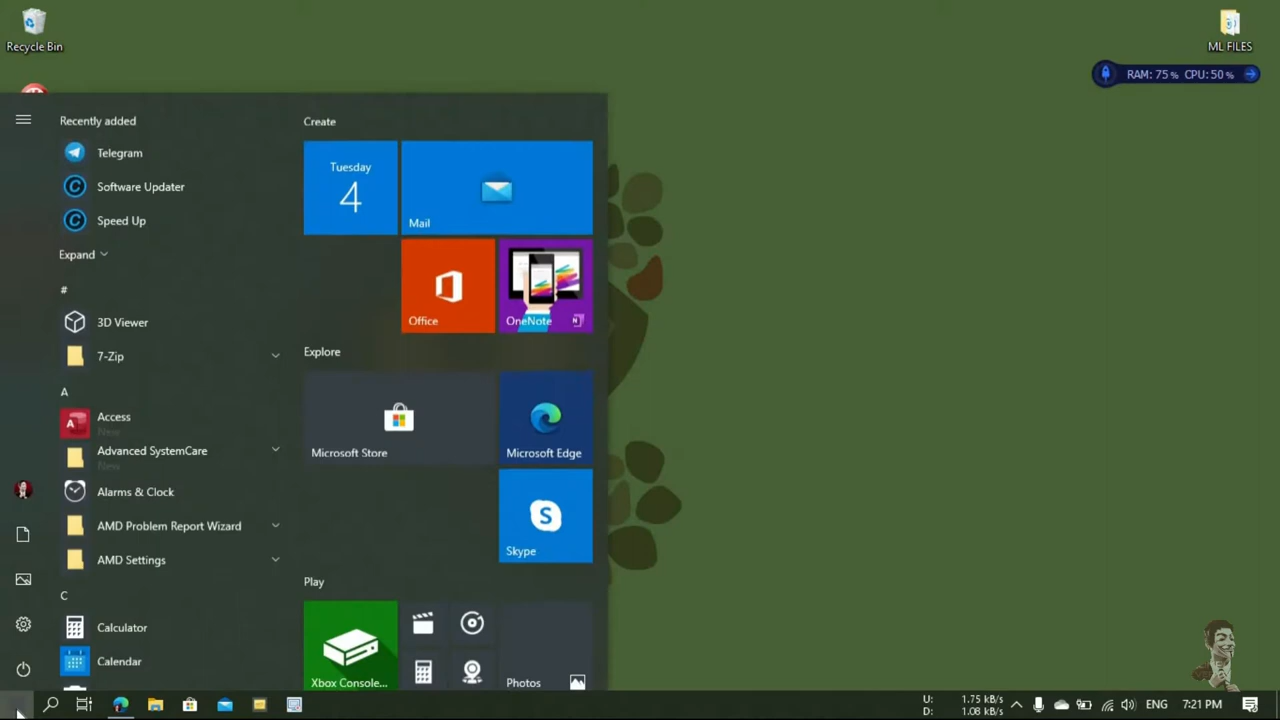 Recycle Bin
ML FILES
RAM: 75% CPU: 50%
Recently added
Telegram
Software Updater
Speed Up
Expand
#
3D Viewer
7-Zip
A
Access
New
Advanced SystemCare
New
Alarms & Clock
AMD Problem Report Wizard
AMD Settings
C
Calculator
Calendar
Create
Tuesday
4
Mail
Office
OneNote
Explore
Microsoft Store
Microsoft Edge
Skype
Play
Xbox Console...
Photos
U: 1.75 kB/s
D: 1.08 kB/s
ENG
7:21 PM